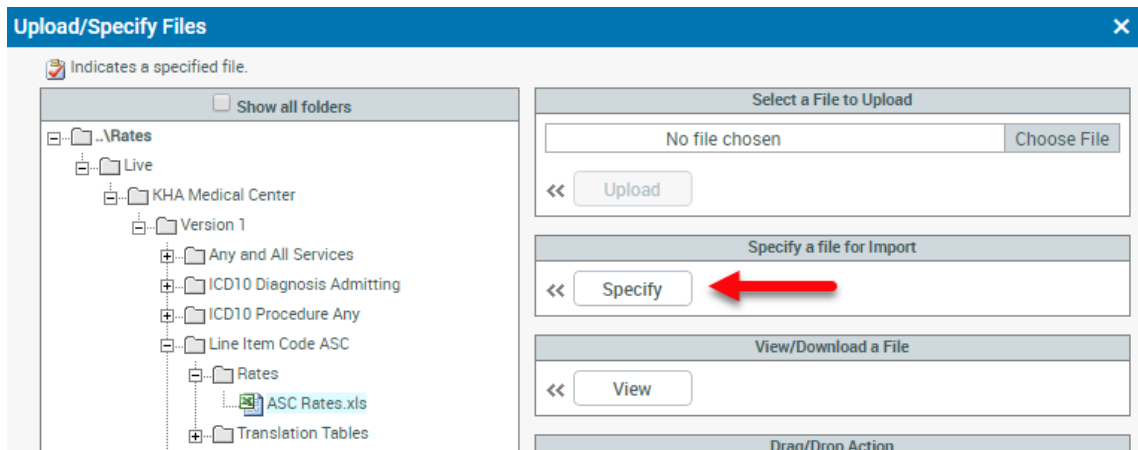 Upload/Specify Files
Indicates a specified file.
Show all folders
..\Rates
Live
KHA Medical Center
Version 1
Any and All Services
ICD10 Diagnosis Admitting
ICD10 Procedure Any
Line Item Code ASC
Rates
ASC Rates.xls
Translation Tables
Select a File to Upload
No file chosen
Choose File
Upload
Specify a file for Import
Specify
View/Download a File
View
Drag/Drop Action